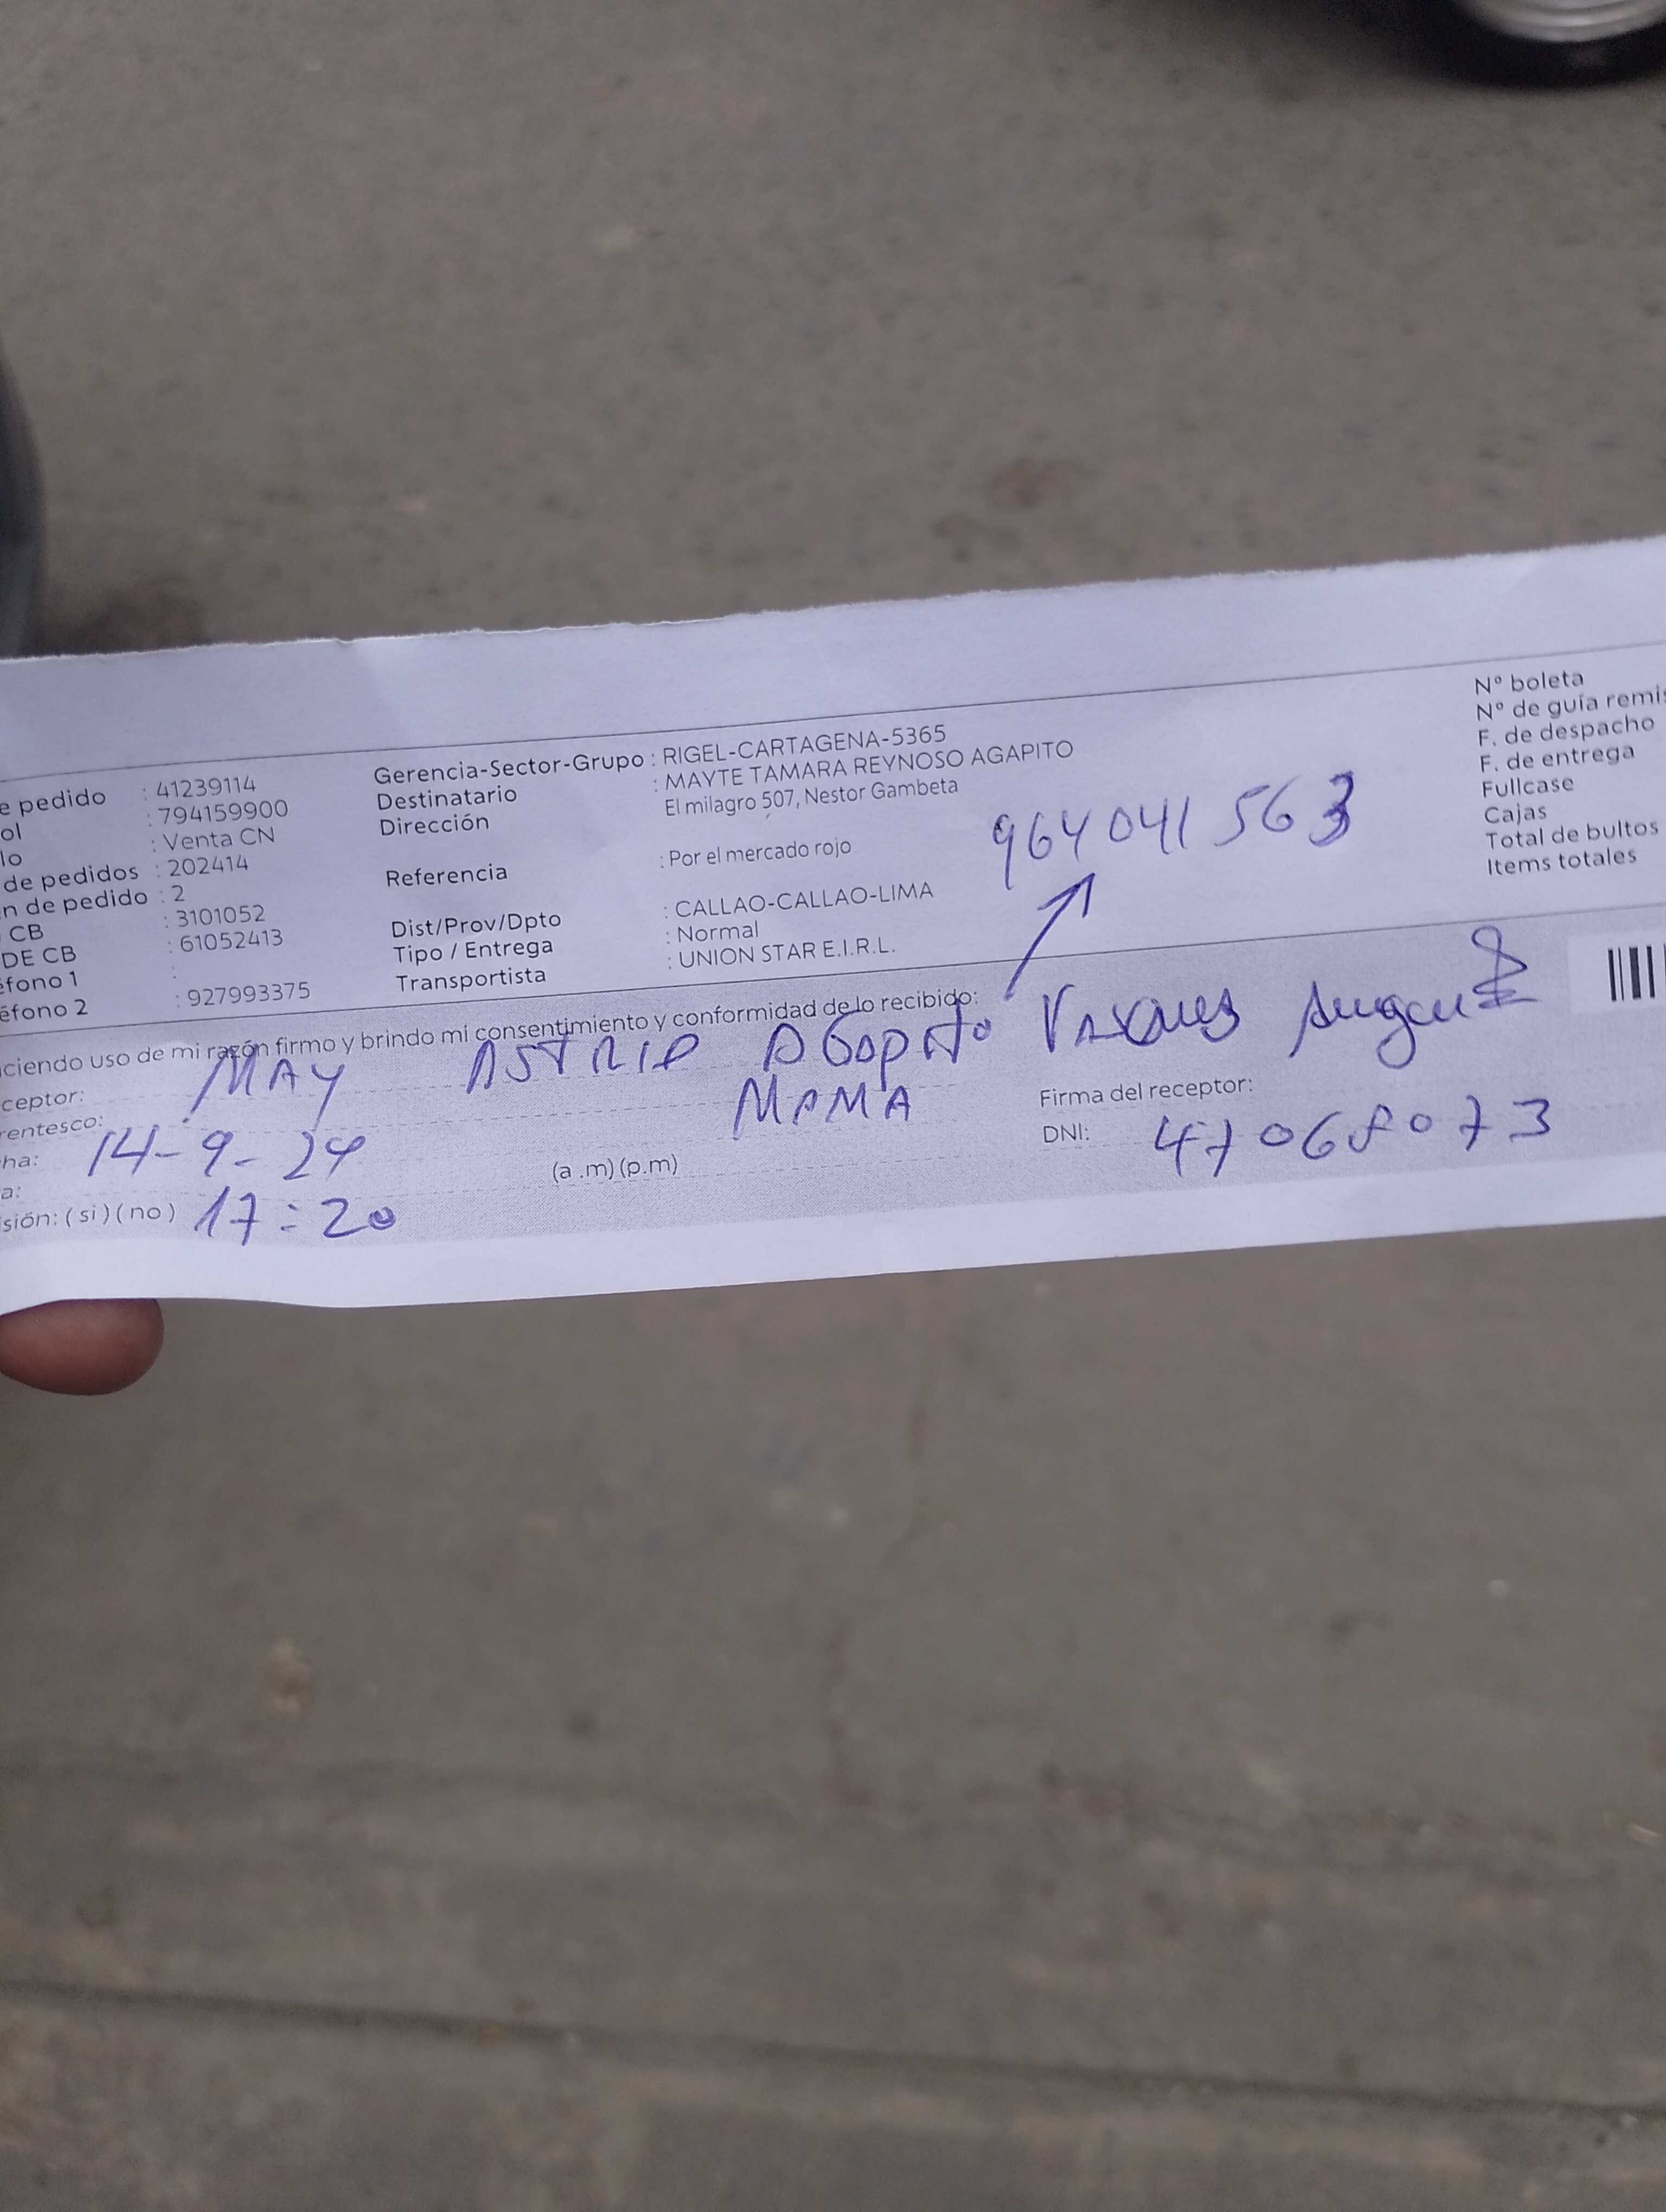 e pedido : 41239114
ol : 794159900
lo : Venta CN
de pedidos : 202414
n de pedido : 2
CB : 3101052
DE CB : 61052413
éfono 1 :
éfono 2 : 927993375
Gerencia-Sector-Grupo : RIGEL-CARTAGENA-5365
Destinatario : MAYTE TAMARA REYNOSO AGAPITO
Dirección El milagro 507, Nestor Gambeta
Referencia : Por el mercado rojo
Dist/Prov/Dpto : CALLAO-CALLAO-LIMA
Tipo / Entrega : Normal
Transportista : UNION STAR E.I.R.L.
964 041 563
Nº boleta
Nº de guía remis
F. de despacho
F. de entrega
Fullcase
Cajas
Total de bultos
Items totales
ciendo uso de mi razón firmo y brindo mi consentimiento y conformidad de lo recibido:
ceptor: MAY ASTRID AGAPITO
rentesco: MAMA
ha: 14-9-24
a: (a .m) (p.m)
sión: ( si ) ( no ) 17:20
Firma del receptor:
DNI: 47068073